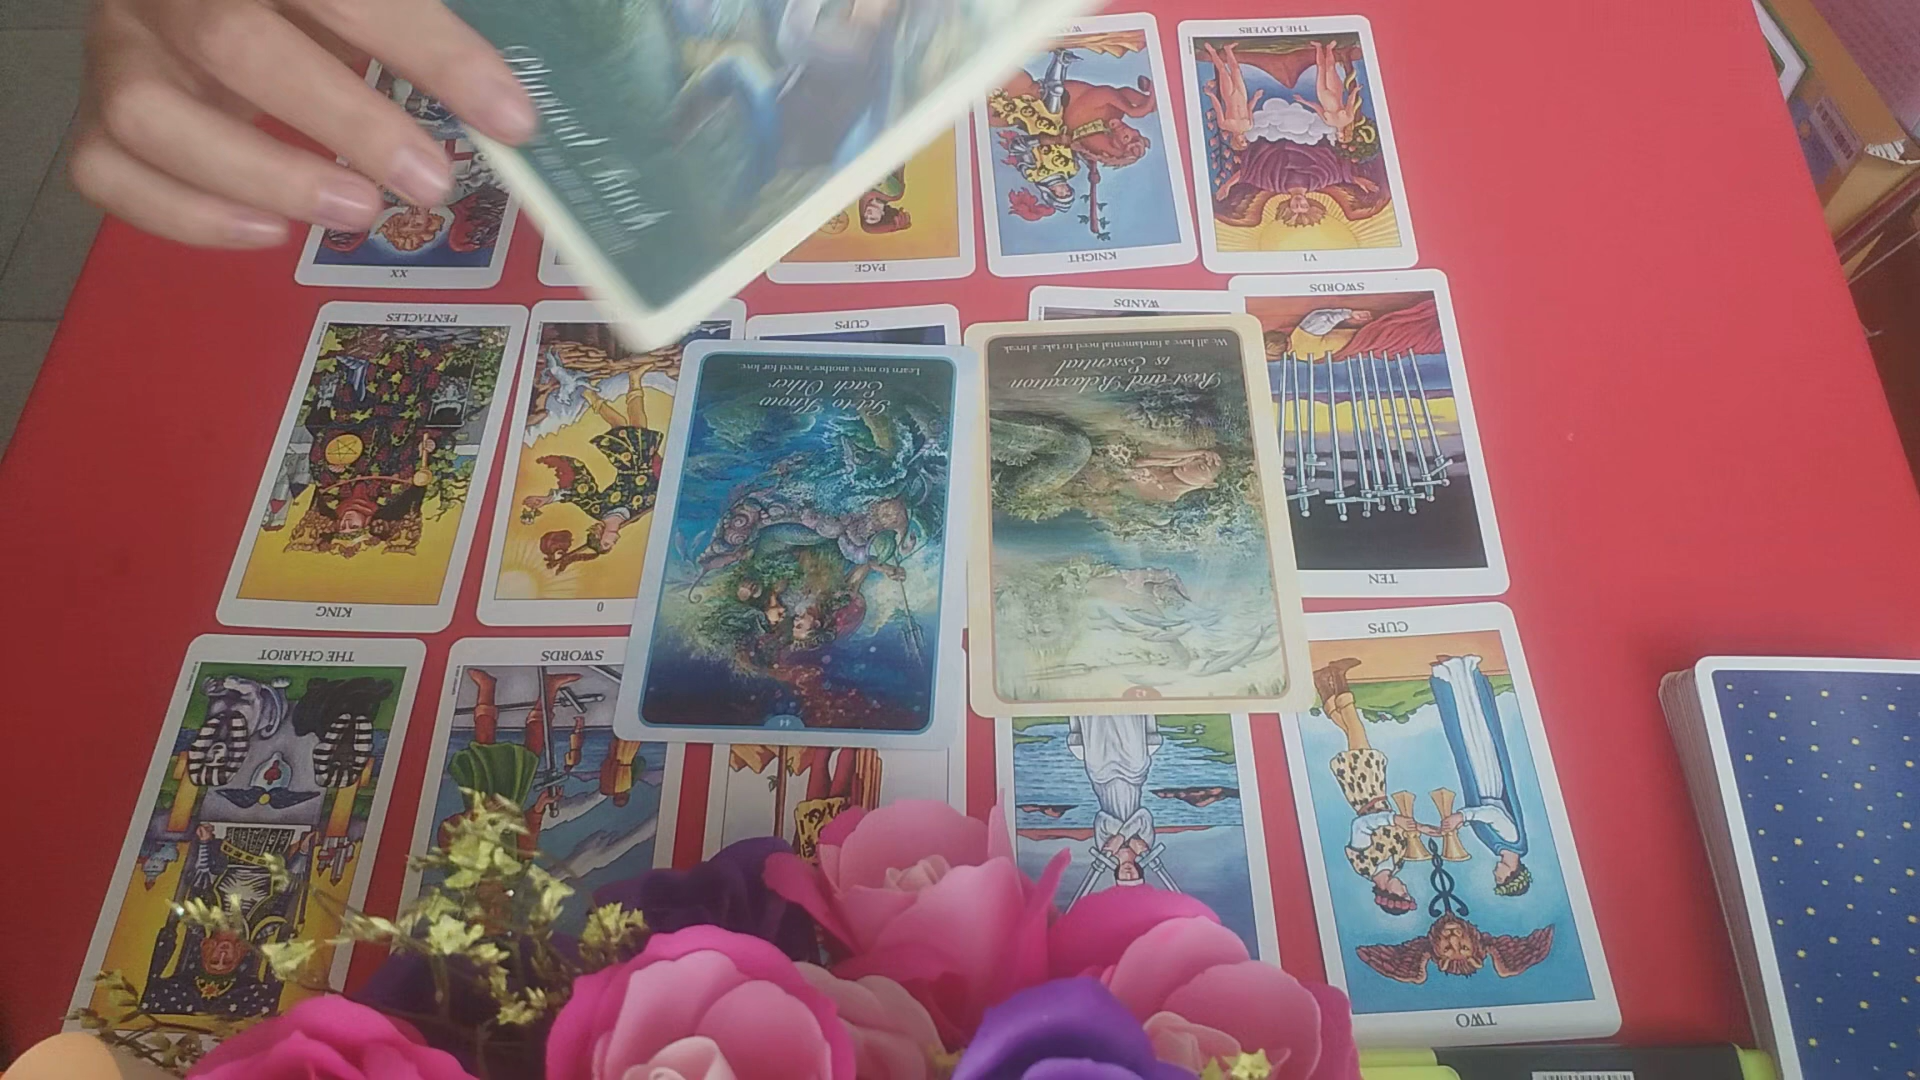 THE LOVERS
VI
KNIGHT
PAGE
XX
PENTACLES
KING
0
CUPS
WANDS
SWORDS
TEN
Get to Know
Each Other
Learn to meet another's need for love.
44
Rest and Relaxation
is Essential
We all have a fundamental need to take a break
42
THE CHARIOT
SWORDS
CUPS
TWO